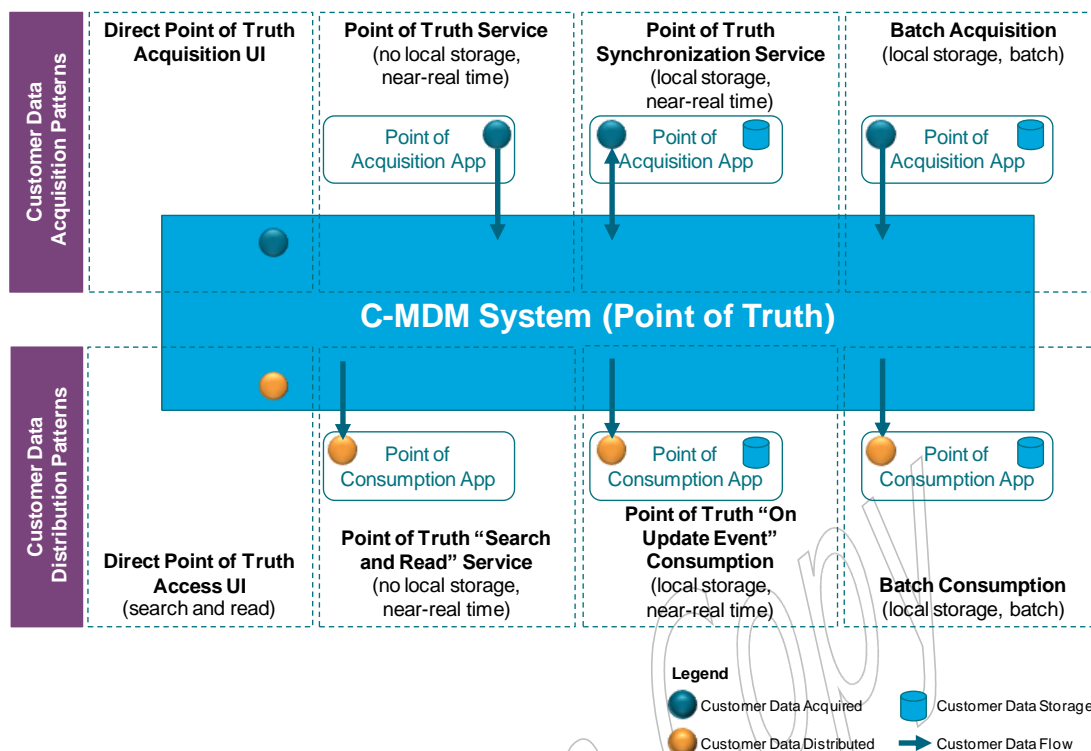 Customer Data
Acquisition Patterns
Direct Point of Truth
Acquisition UI
Point of Truth Service
(no local storage,
near-real time)
Point of Truth
Synchronization Service
(local storage,
near-real time)
Batch Acquisition
(local storage, batch)
Point of
Acquisition App
Point of
Acquisition App
Point of
Acquisition App
C-MDM System (Point of Truth)
Customer Data
Distribution Patterns
Point of
Consumption App
Point of
Consumption App
Point of
Consumption App
Direct Point of Truth
Access UI
(search and read)
Point of Truth “Search
and Read” Service
(no local storage,
near-real time)
Point of Truth “On
Update Event”
Consumption
(local storage,
near-real time)
Batch Consumption
(local storage, batch)
Copy
Legend
Customer Data Acquired
Customer Data Storage
Customer Data Distributed
Customer Data Flow